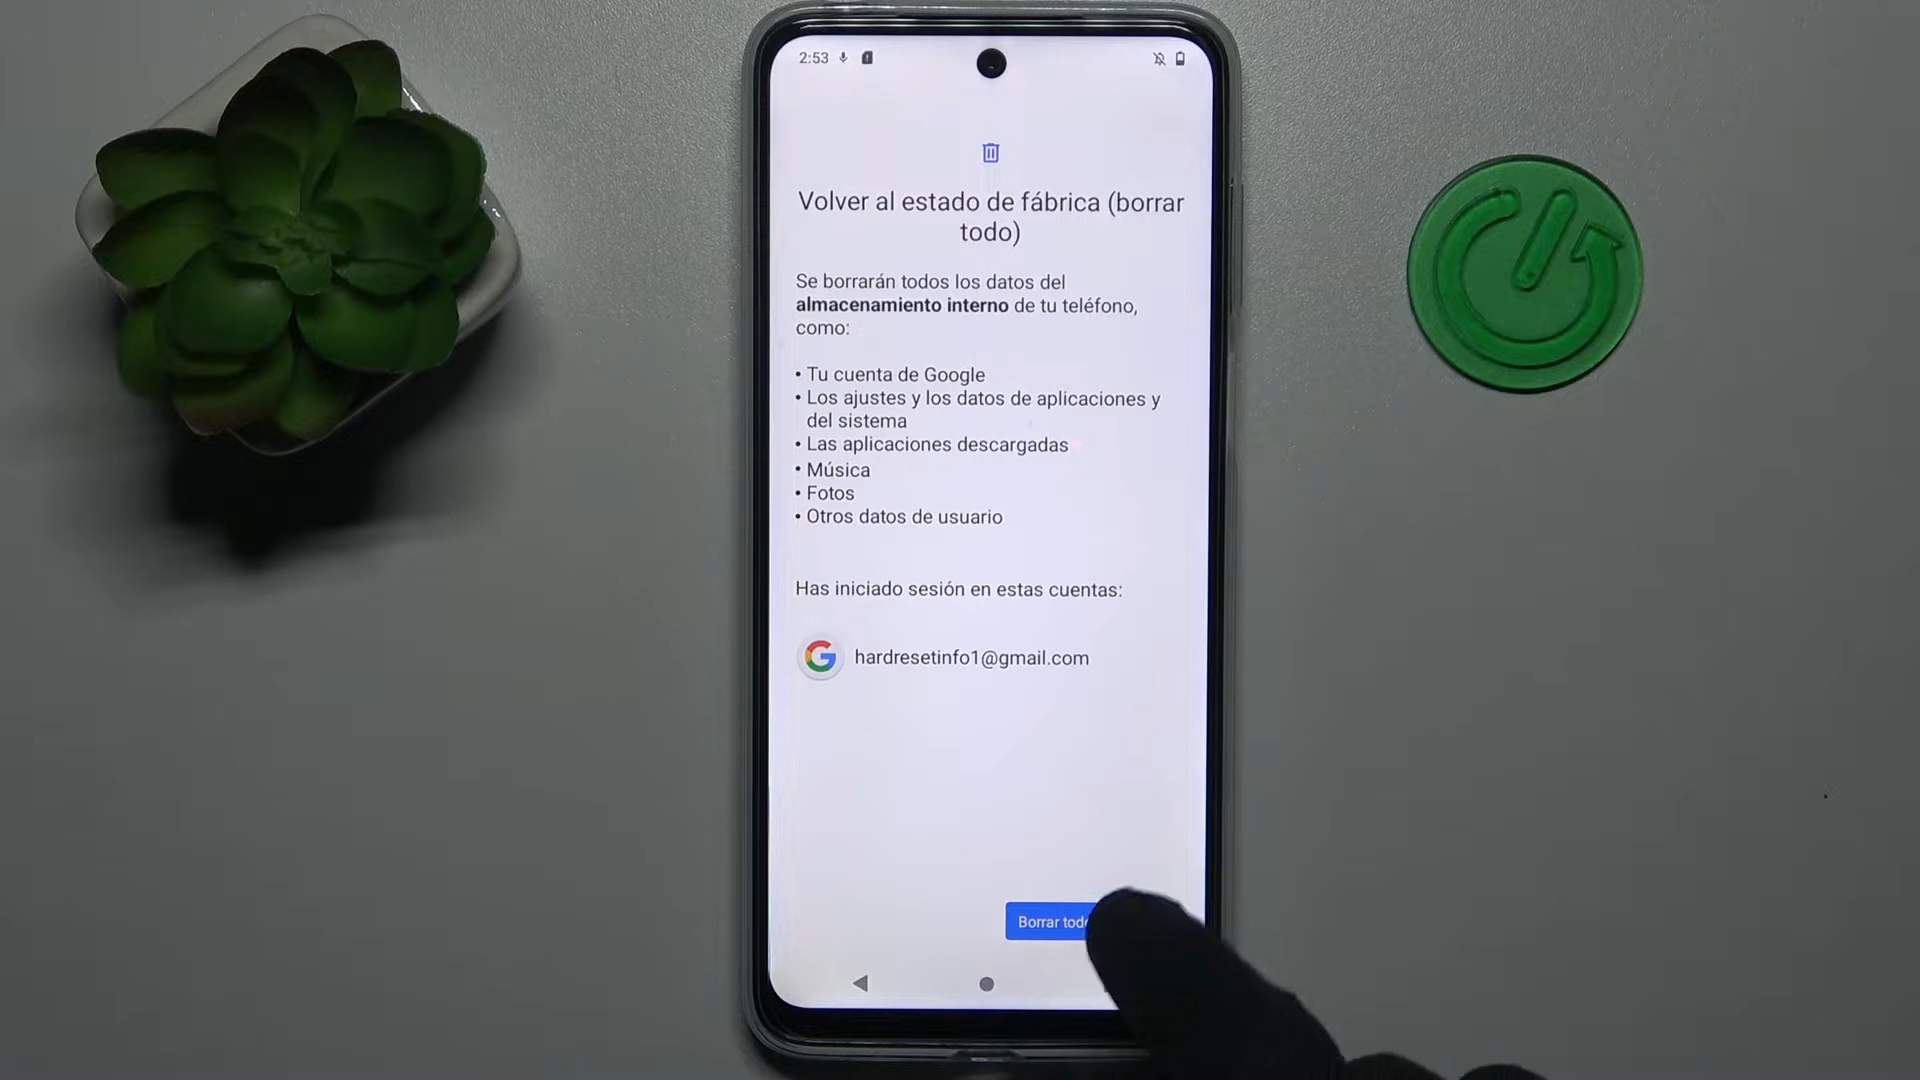 2:53
Volver al estado de fábrica (borrar
todo)
Se borrarán todos los datos del
almacenamiento interno de tu teléfono,
como:
• Tu cuenta de Google
• Los ajustes y los datos de aplicaciones y
del sistema
• Las aplicaciones descargadas
• Música
• Fotos
• Otros datos de usuario
Has iniciado sesión en estas cuentas:
hardresetinfo1@gmail.com
Borrar todo